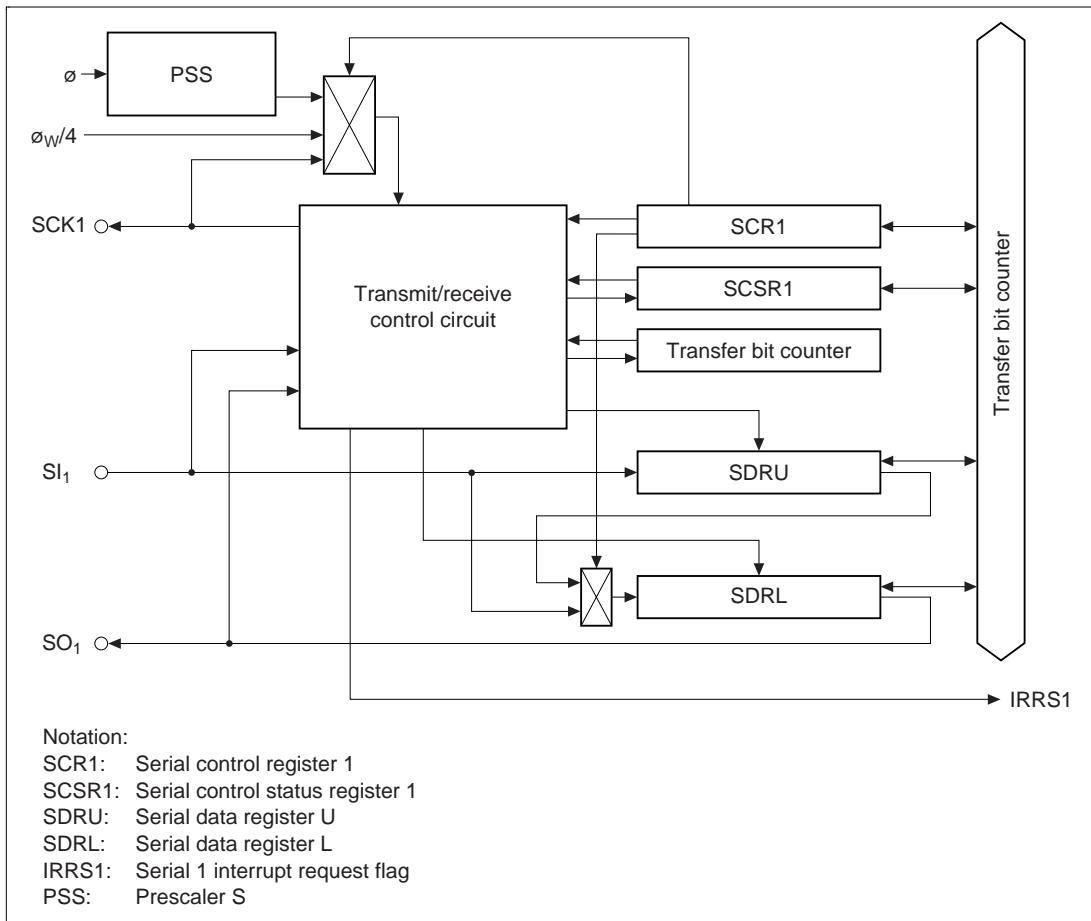 PSS
ø
øW/4
SCK1
SCR1
SCSR1
Transmit/receive
control circuit
Transfer bit counter
Transfer bit counter
SI1
SDRU
SDRL
SO1
IRRS1
Notation:
SCR1: Serial control register 1
SCSR1: Serial control status register 1
SDRU: Serial data register U
SDRL: Serial data register L
IRRS1: Serial 1 interrupt request flag
PSS: Prescaler S